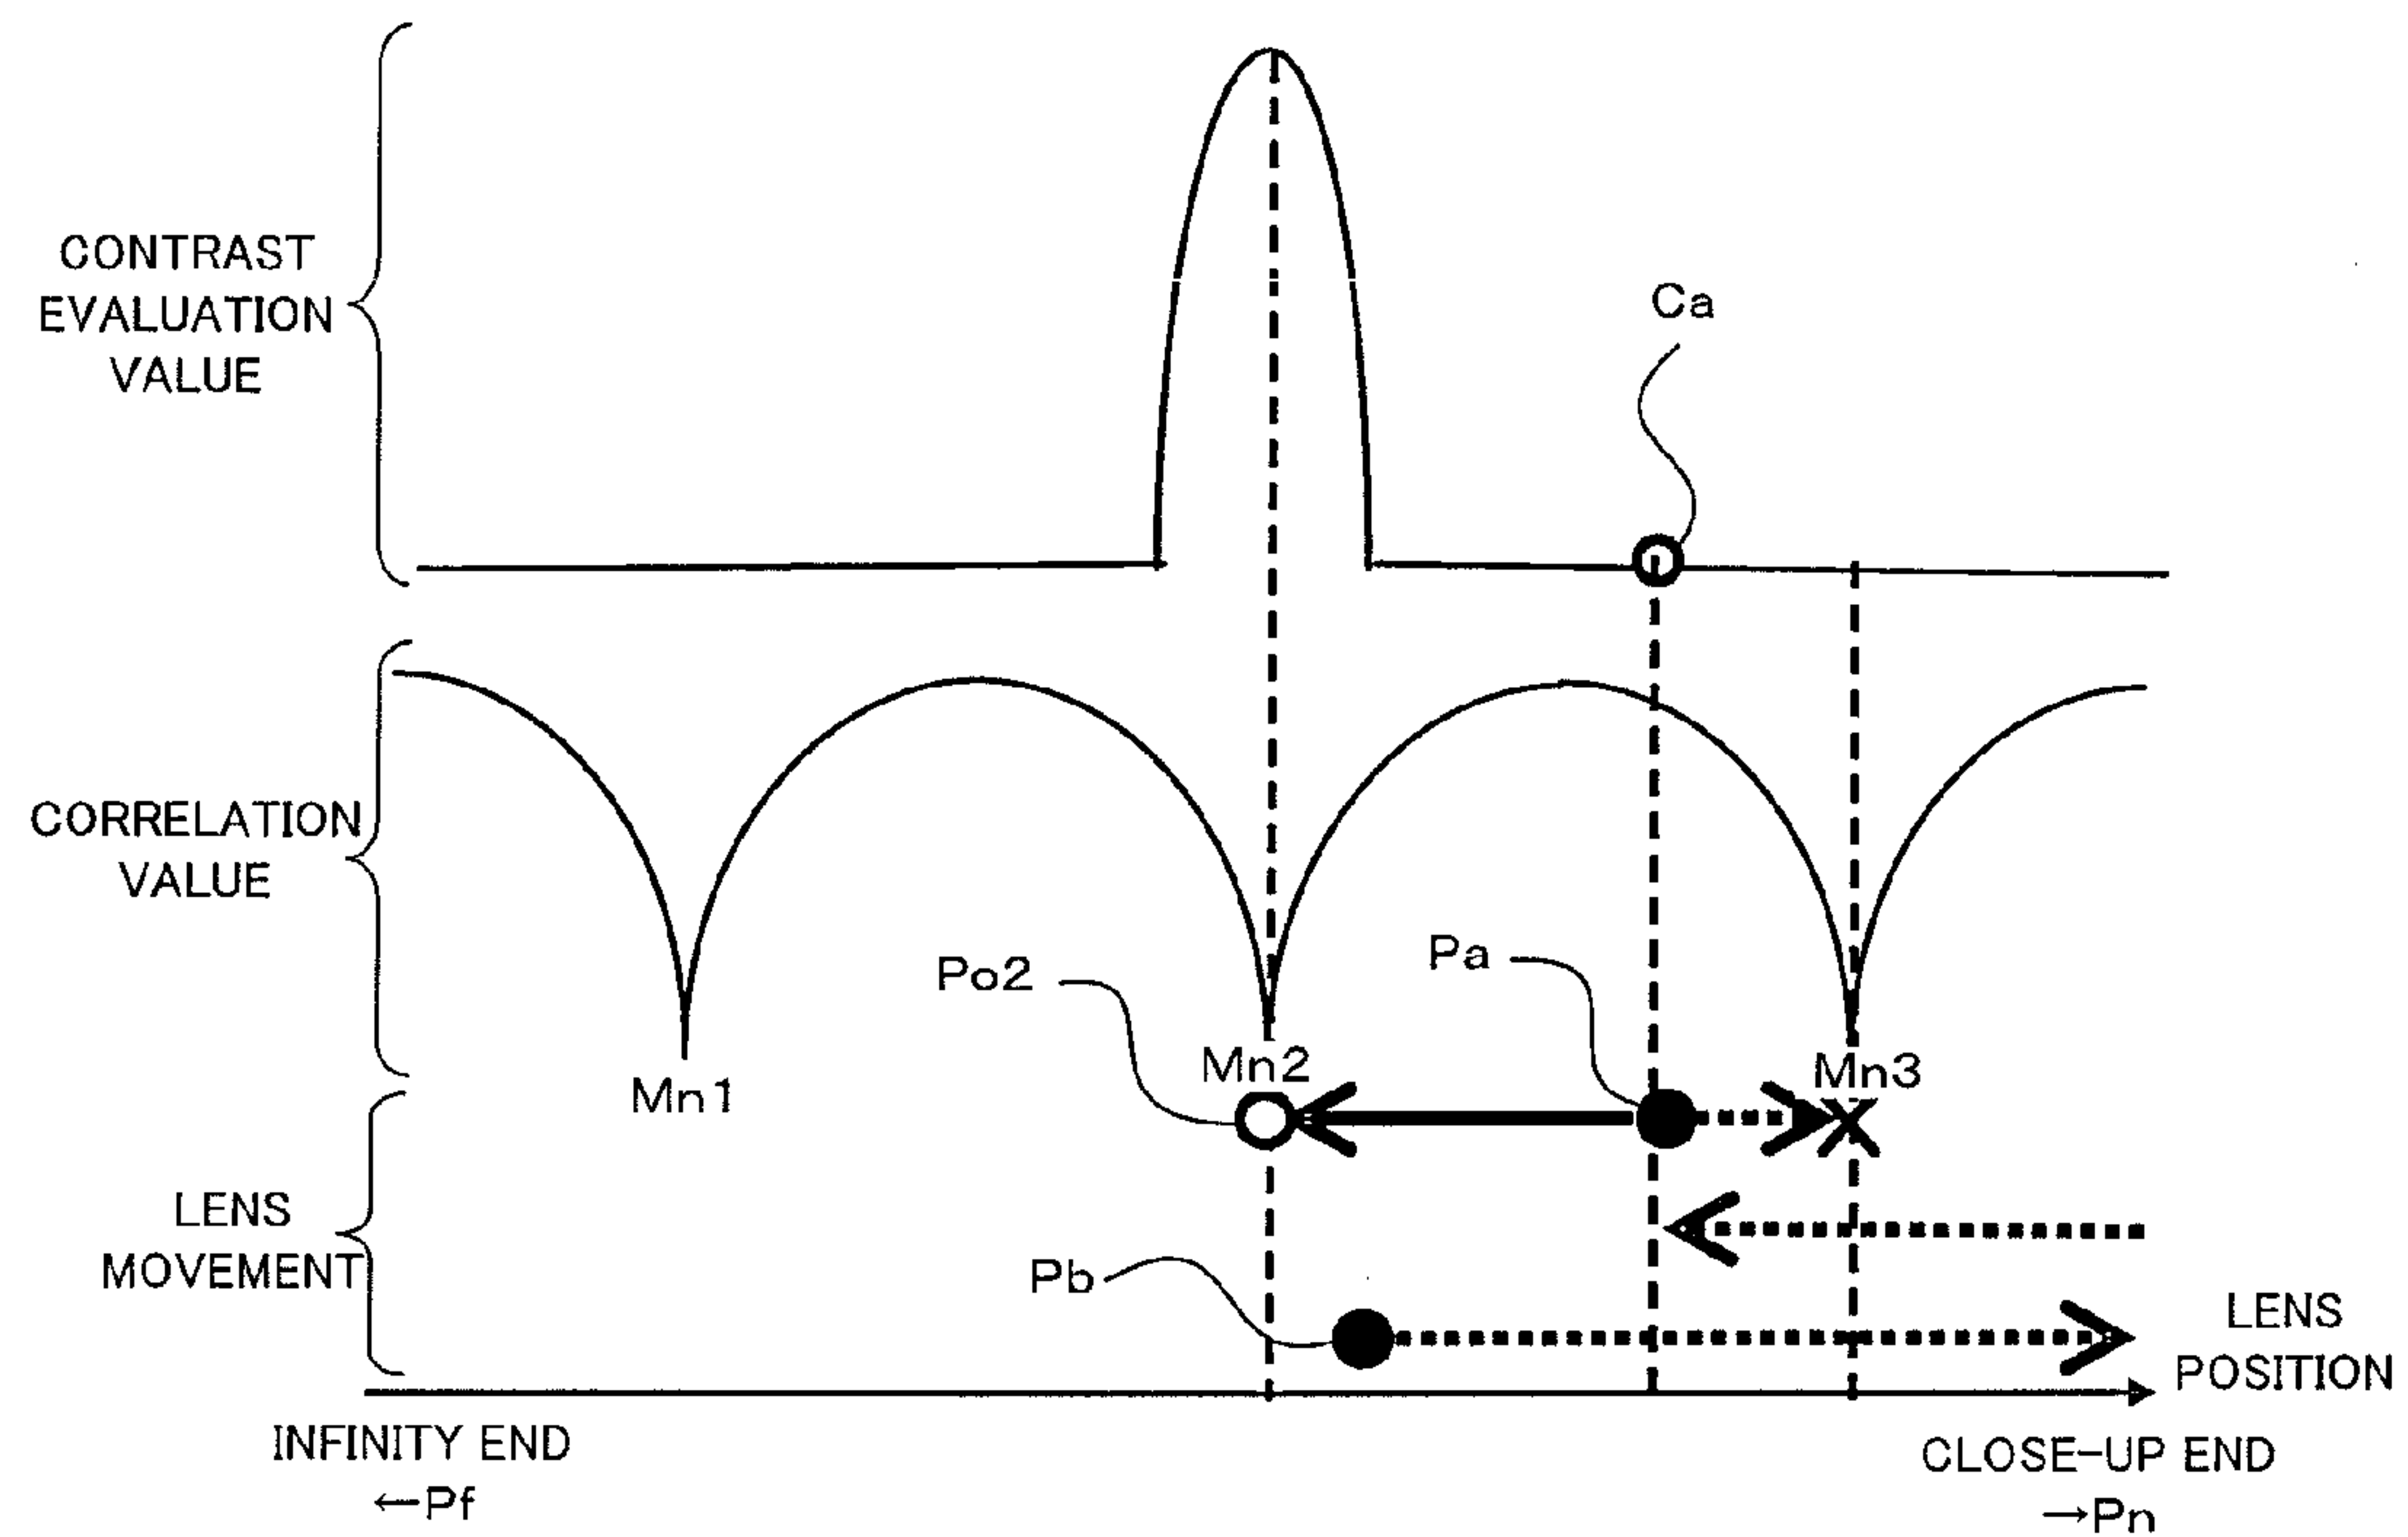 CONTRAST
EVALUATION
VALUE
Ca
CORRELATION
VALUE
Po2
Pa
Mn1
Mn2
Mn3
LENS
MOVEMENT
Pb
LENS
POSITION
INFINITY END
←Pf
CLOSE-UP END
→Pn